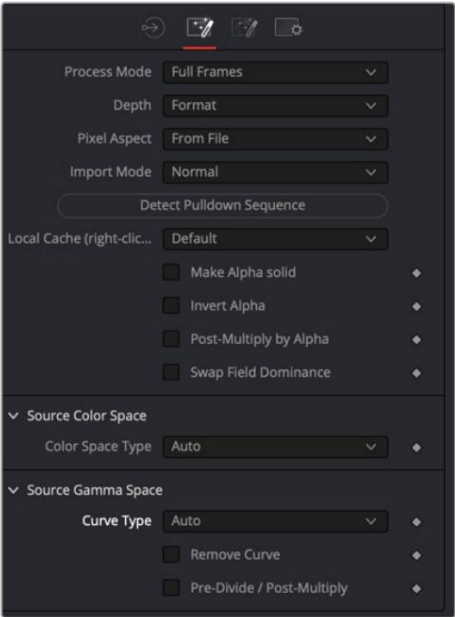 Process Mode Full Frames
Depth Format
Pixel Aspect From File
Import Mode Normal
Detect Pulldown Sequence
Local Cache (right-clic... Default
Make Alpha solid
Invert Alpha
Post-Multiply by Alpha
Swap Field Dominance
Source Color Space
Color Space Type Auto
Source Gamma Space
Curve Type Auto
Remove Curve
Pre-Divide / Post-Multiply